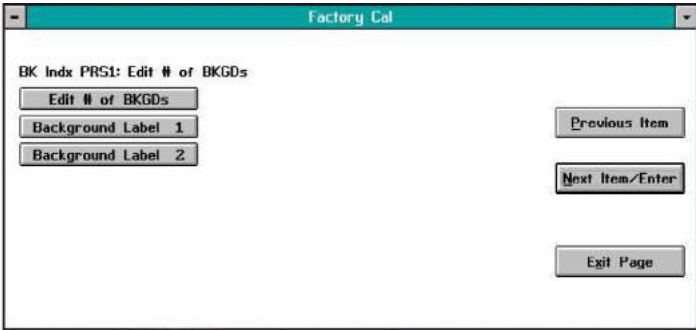 Factory Cal
BK Indx PRS1: Edit # of BKGDs
Edit # of BKGDs
Background Label 1
Background Label 2
Previous Item
Next Item/Enter
Exit Page